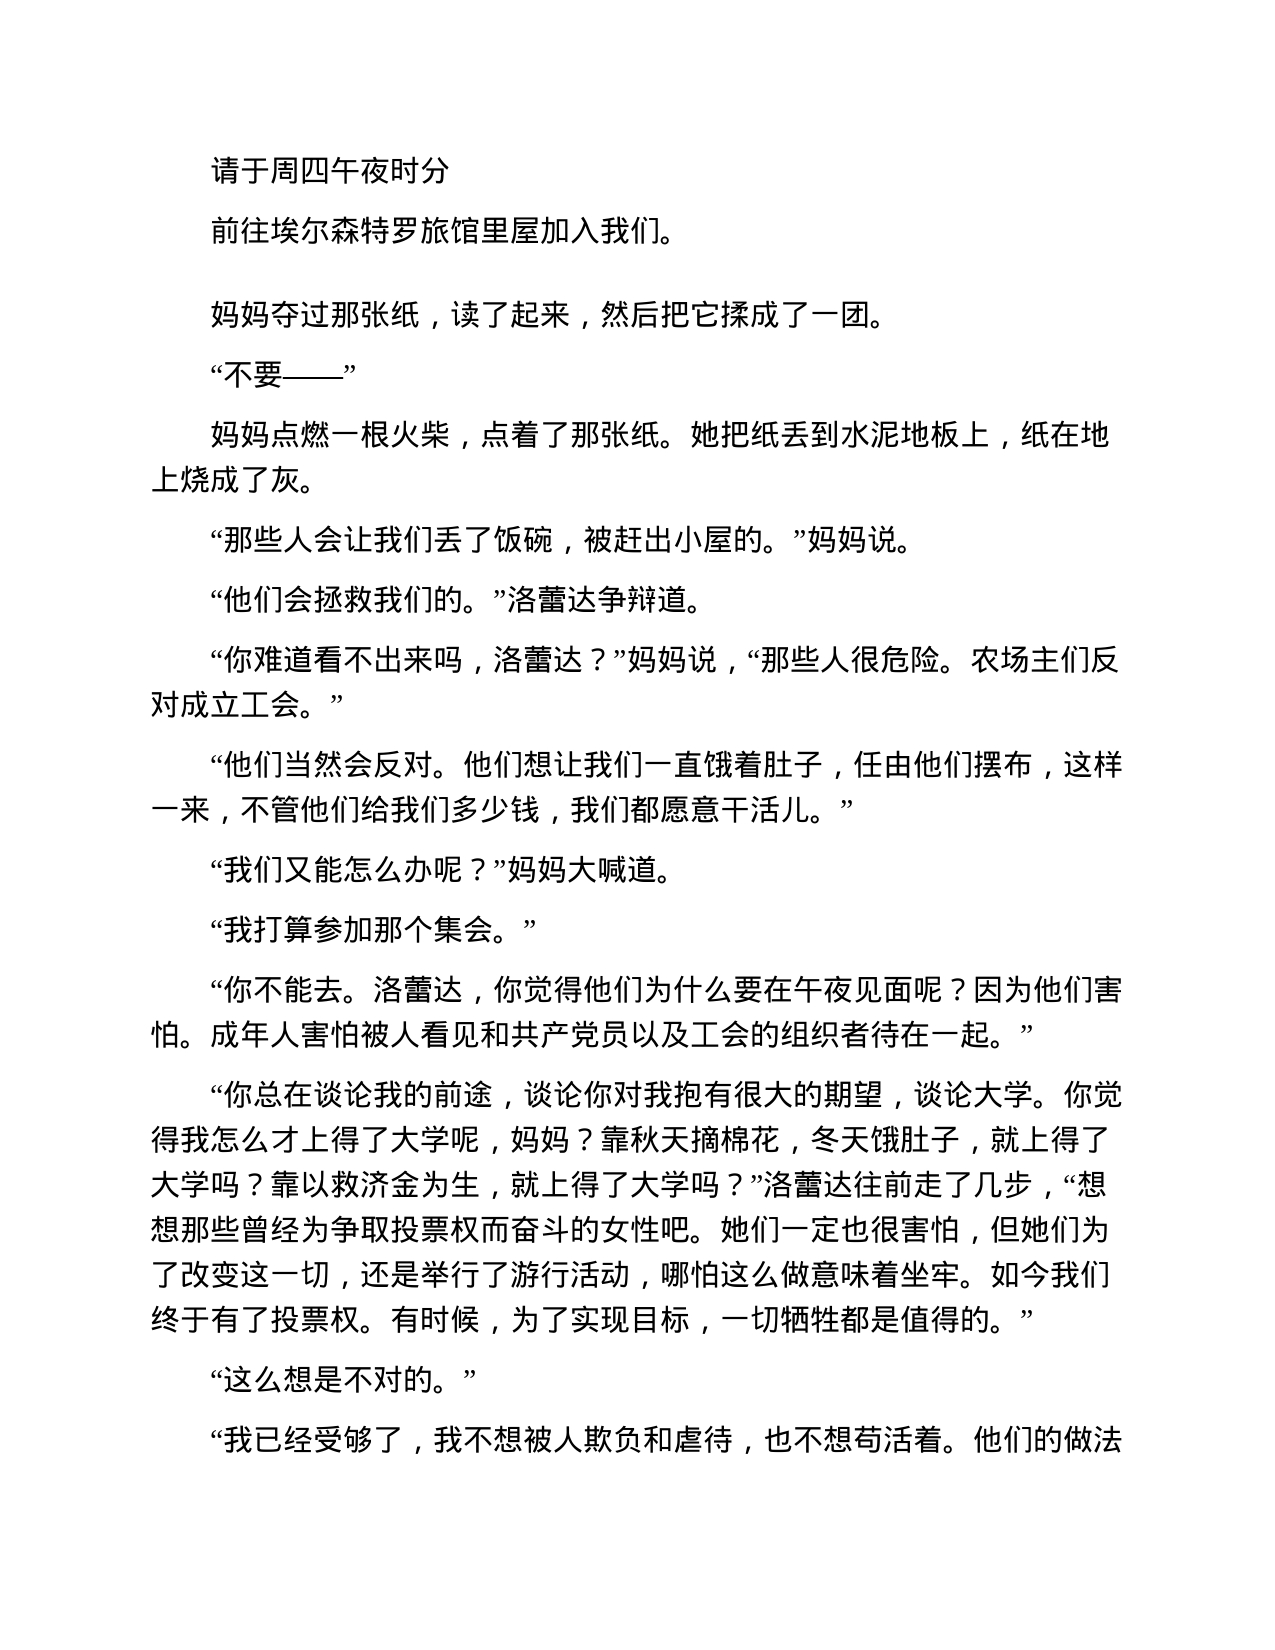 请于周四午夜时分
前往埃尔森特罗旅馆里屋加入我们。
妈妈夺过那张纸，读了起来，然后把它揉成了一团。
“不要——”
妈妈点燃一根火柴，点着了那张纸。她把纸丢到水泥地板上，纸在地
上烧成了灰。
“那些人会让我们丢了饭碗，被赶出小屋的。”妈妈说。
“他们会拯救我们的。”洛蕾达争辩道。
“你难道看不出来吗，洛蕾达？”妈妈说，“那些人很危险。农场主们反
对成立工会。”
“他们当然会反对。他们想让我们一直饿着肚子，任由他们摆布，这样
一来，不管他们给我们多少钱，我们都愿意干活儿。”
“我们又能怎么办呢？”妈妈大喊道。
“我打算参加那个集会。”
“你不能去。洛蕾达，你觉得他们为什么要在午夜见面呢？因为他们害
怕。成年人害怕被人看见和共产党员以及工会的组织者待在一起。”
“你总在谈论我的前途，谈论你对我抱有很大的期望，谈论大学。你觉
得我怎么才上得了大学呢，妈妈？靠秋天摘棉花，冬天饿肚子，就上得了
大学吗？靠以救济金为生，就上得了大学吗？”洛蕾达往前走了几步，“想
想那些曾经为争取投票权而奋斗的女性吧。她们一定也很害怕，但她们为
了改变这一切，还是举行了游行活动，哪怕这么做意味着坐牢。如今我们
终于有了投票权。有时候，为了实现目标，一切牺牲都是值得的。”
“这么想是不对的。”
“我已经受够了，我不想被人欺负和虐待，也不想苟活着。他们的做法